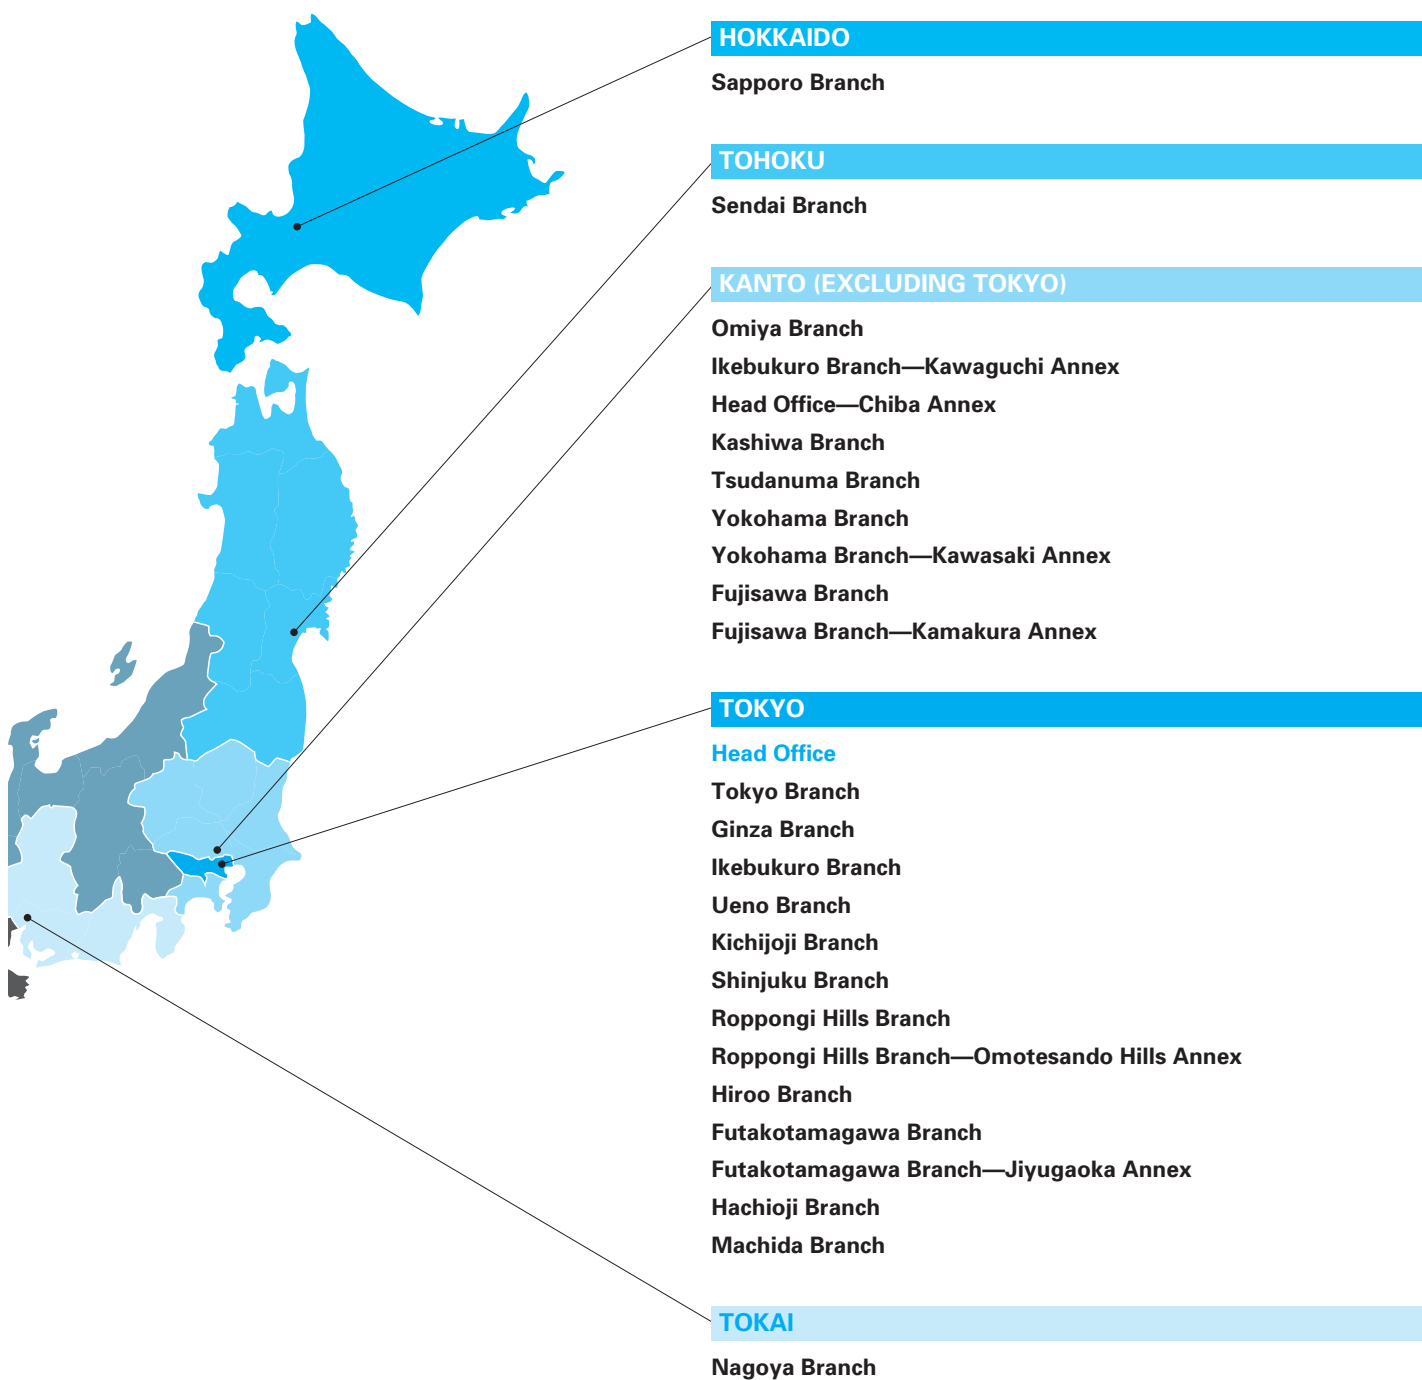 HOKKAIDO
Sapporo Branch
TOHOKU
Sendai Branch
KANTO (EXCLUDING TOKYO)
Omiya Branch
Ikebukuro Branch—Kawaguchi Annex
Head Office—Chiba Annex
Kashiwa Branch
Tsudanuma Branch
Yokohama Branch
Yokohama Branch—Kawasaki Annex
Fujisawa Branch
Fujisawa Branch—Kamakura Annex
TOKYO
Head Office
Tokyo Branch
Ginza Branch
Ikebukuro Branch
Ueno Branch
Kichijoji Branch
Shinjuku Branch
Roppongi Hills Branch
Roppongi Hills Branch—Omotesando Hills Annex
Hiroo Branch
Futakotamagawa Branch
Futakotamagawa Branch—Jiyugaoka Annex
Hachioji Branch
Machida Branch
TOKAI
Nagoya Branch